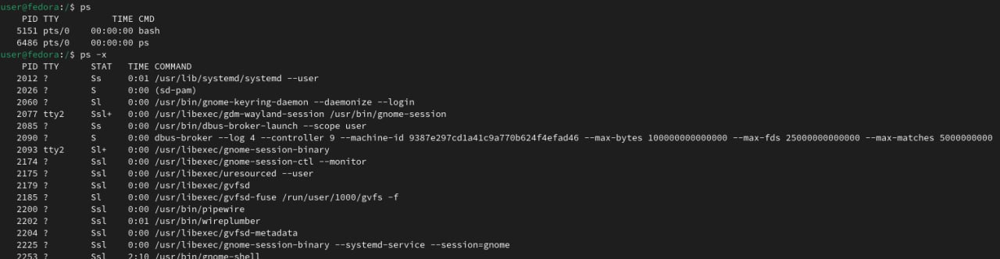 user@fedora:/$ ps
PID TTY TIME CMD
5151 pts/0 00:00:00 bash
6486 pts/0 00:00:00 ps
user@fedora:/$ ps -x
PID TTY STAT TIME COMMAND
2012 ? Ss 0:01 /usr/lib/systemd/systemd --user
2026 ? S 0:00 (sd-pam)
2060 ? Sl 0:00 /usr/bin/gnome-keyring-daemon --daemonize --login
2077 tty2 Ssl+ 0:00 /usr/libexec/gdm-wayland-session /usr/bin/gnome-session
2085 ? Ss 0:00 /usr/bin/dbus-broker-launch --scope user
2090 ? S 0:00 dbus-broker --log 4 --controller 9 --machine-id 9387e297cd1a41c9a770b624f4efad46 --max-bytes 100000000000000 --max-fds 25000000000000 --max-matches 5000000000
2093 tty2 Sl+ 0:00 /usr/libexec/gnome-session-binary
2174 ? Ssl 0:00 /usr/libexec/gnome-session-ctl --monitor
2175 ? Ssl 0:00 /usr/libexec/uresourced --user
2179 ? Ssl 0:00 /usr/libexec/gvfsd
2185 ? Sl 0:00 /usr/libexec/gvfsd-fuse /run/user/1000/gvfs -f
2200 ? Ssl 0:00 /usr/bin/pipewire
2202 ? Ssl 0:01 /usr/bin/wireplumber
2204 ? Ssl 0:00 /usr/libexec/gvfsd-metadata
2225 ? Ssl 0:00 /usr/libexec/gnome-session-binary --systemd-service --session=gnome
2253 ? Ssl 2:10 /usr/bin/gnome-shell